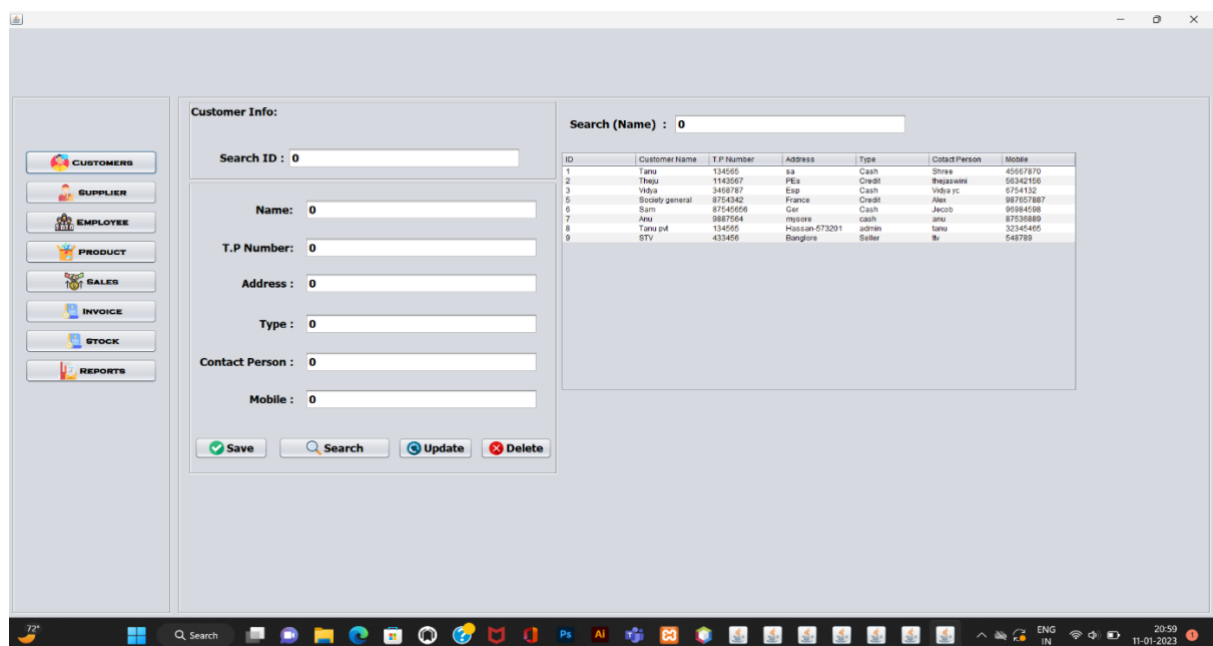 CUSTOMERS
SUPPLIER
EMPLOYEE
PRODUCT
SALES
INVOICE
STOCK
REPORTS
Customer Info:
Search ID : 0
Name: 0
T.P Number: 0
Address : 0
Type : 0
Contact Person : 0
Mobile : 0
Save Search Update Delete
Search (Name) : 0
ID Customer Name T.P Number Address Type Cotact Person Mobile
1 Tanu 134565 sa Cash Shree 45667870
2 Theju 1143567 PEs Credit thejaswini 56342156
3 Vidya 3468787 Esp Cash Vidya yc 6754132
5 Society general 8754342 France Credit Alex 987657887
6 Sam 87545656 Ger Cash Jecob 95984598
7 Anu 9887564 mysore cash anu 87536889
8 Tanu pvt 134565 Hassan-573201 admin tanu 32345465
9 STV 433456 Banglore Seller 548789
72°
Search
Ps Ai
ENG
IN
20:59
11-01-2023
1